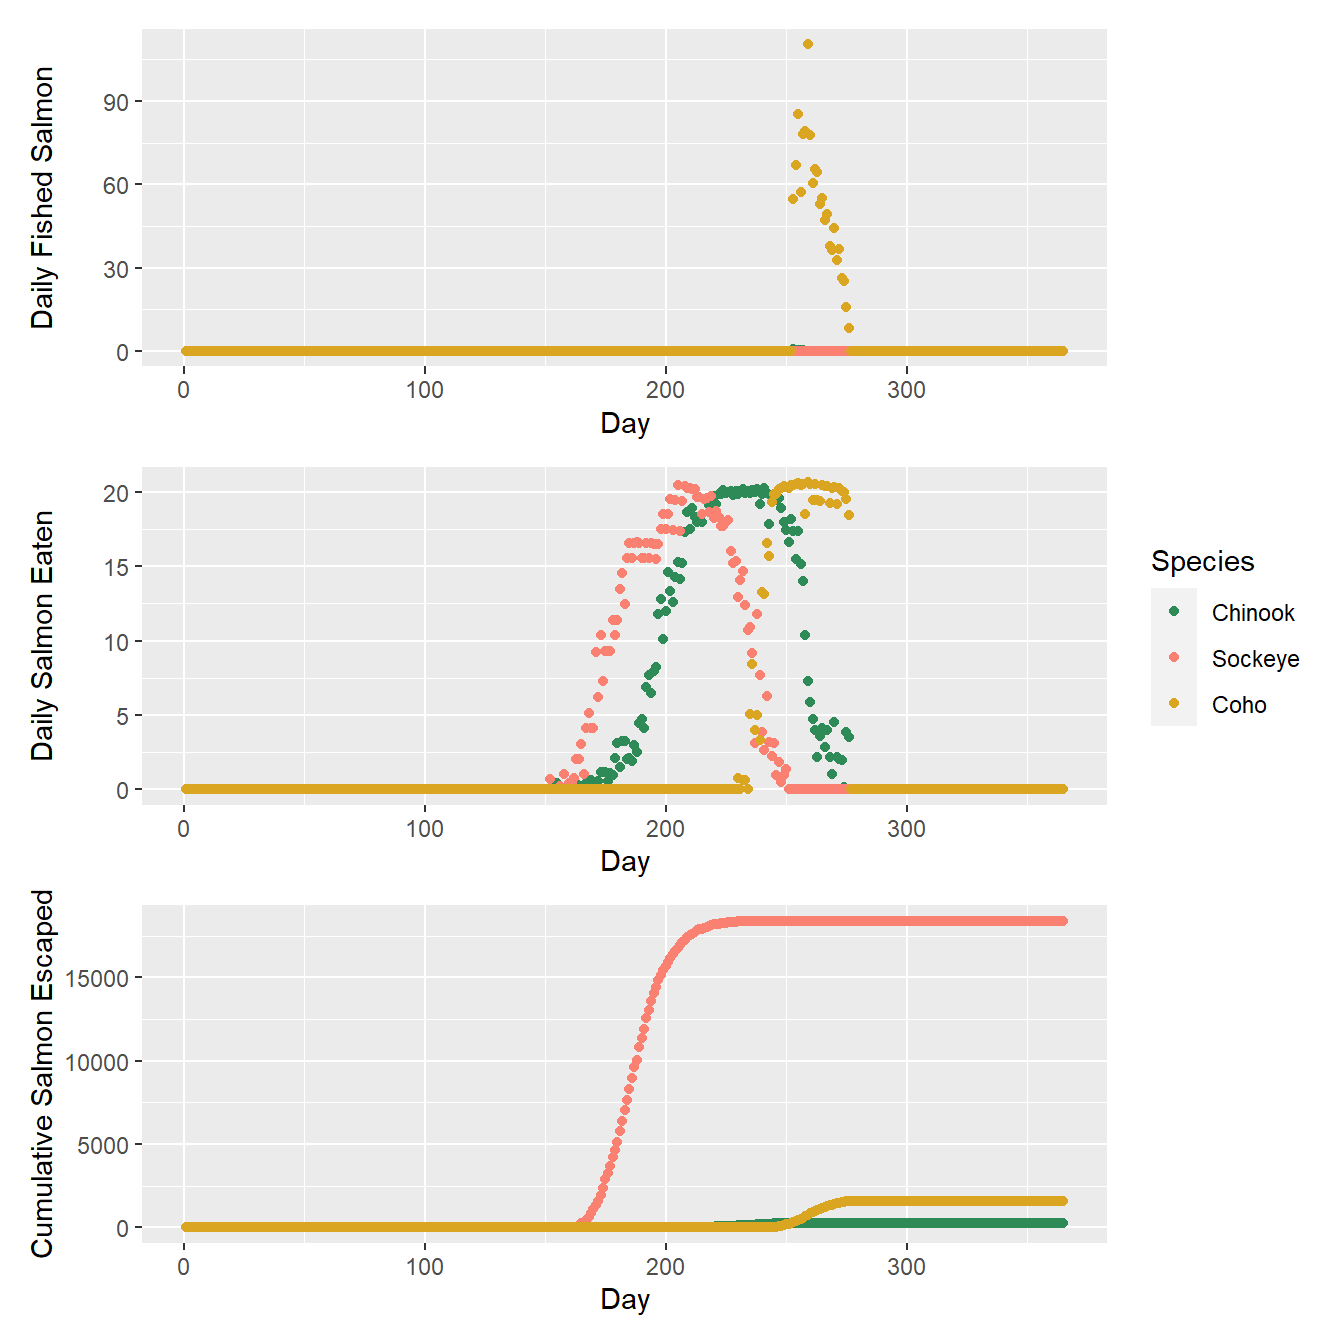 Daily Fished Salmon
90
60
30
0
0 100 200 300
Day
Daily Salmon Eaten
20
15
10
5
0
0 100 200 300
Day
Species
Chinook
Sockeye
Coho
Cumulative Salmon Escaped
15000
10000
5000
0
0 100 200 300
Day